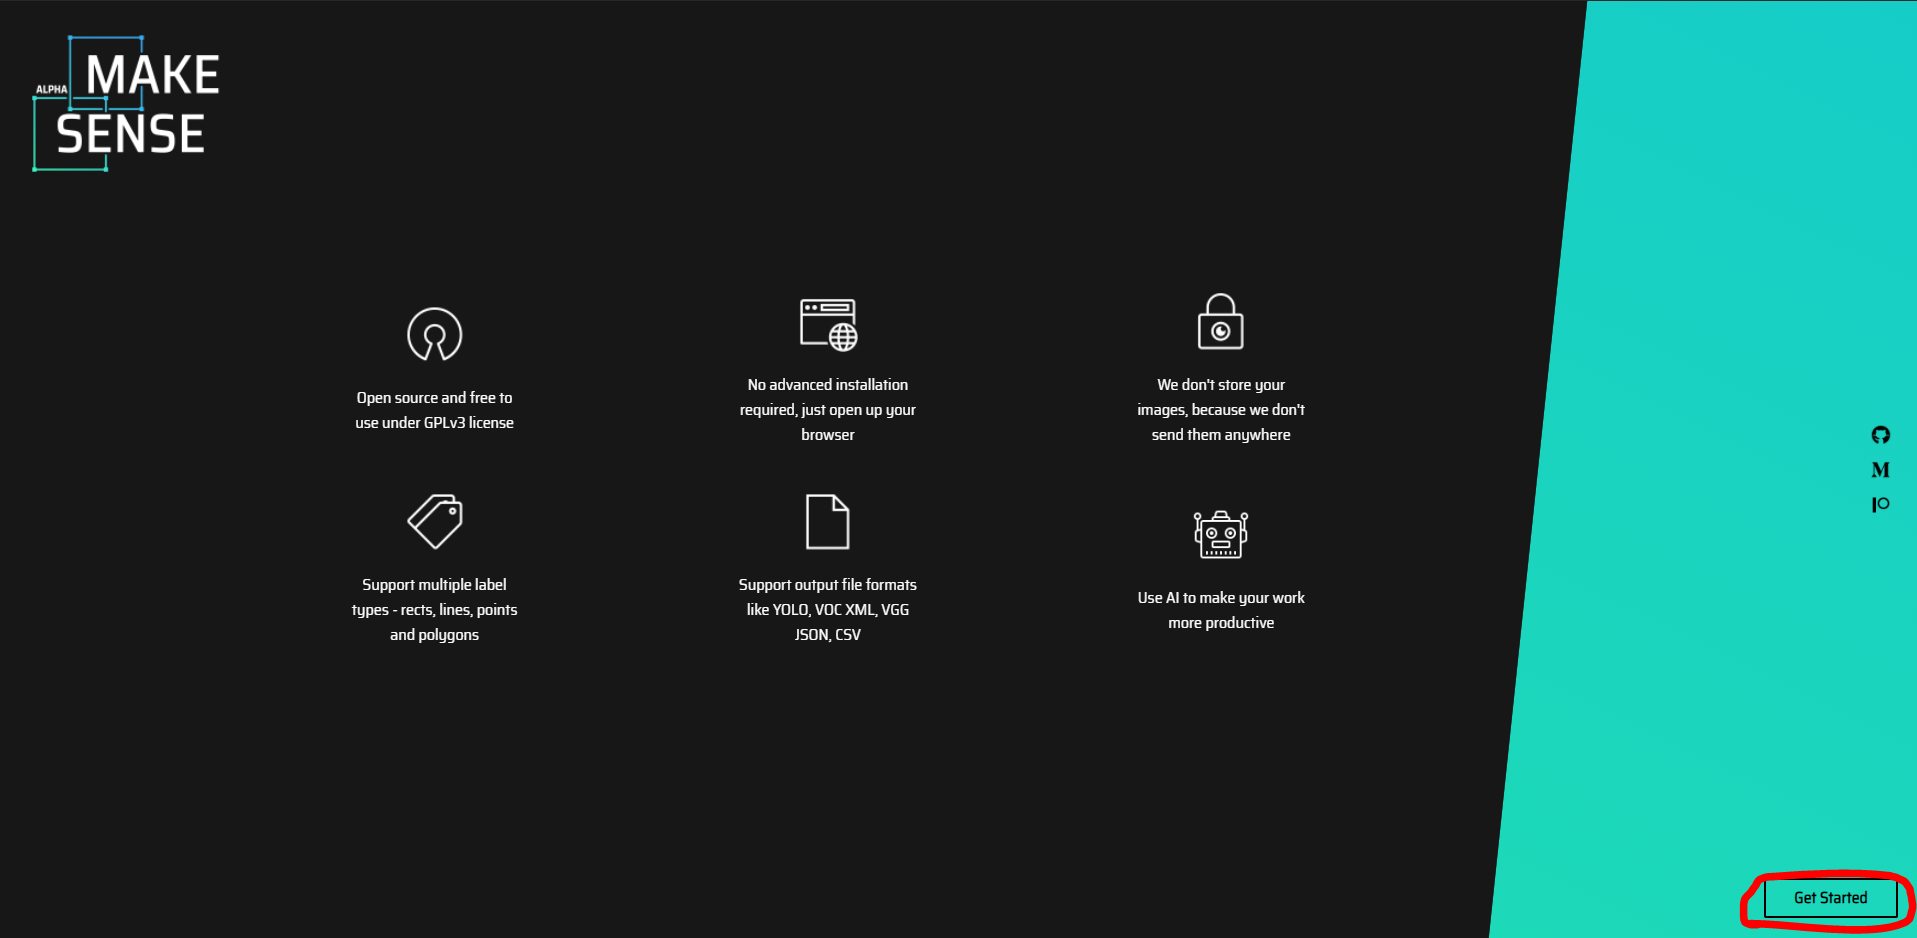 ALPHA
MAKE
SENSE
Open source and free to
use under GPLv3 license
No advanced installation
required, just open up your
browser
We don't store your
images, because we don't
send them anywhere
Support multiple label
types - rects, lines, points
and polygons
Support output file formats
like YOLO, VOC XML, VGG
JSON, CSV
Use AI to make your work
more productive
M
Get Started